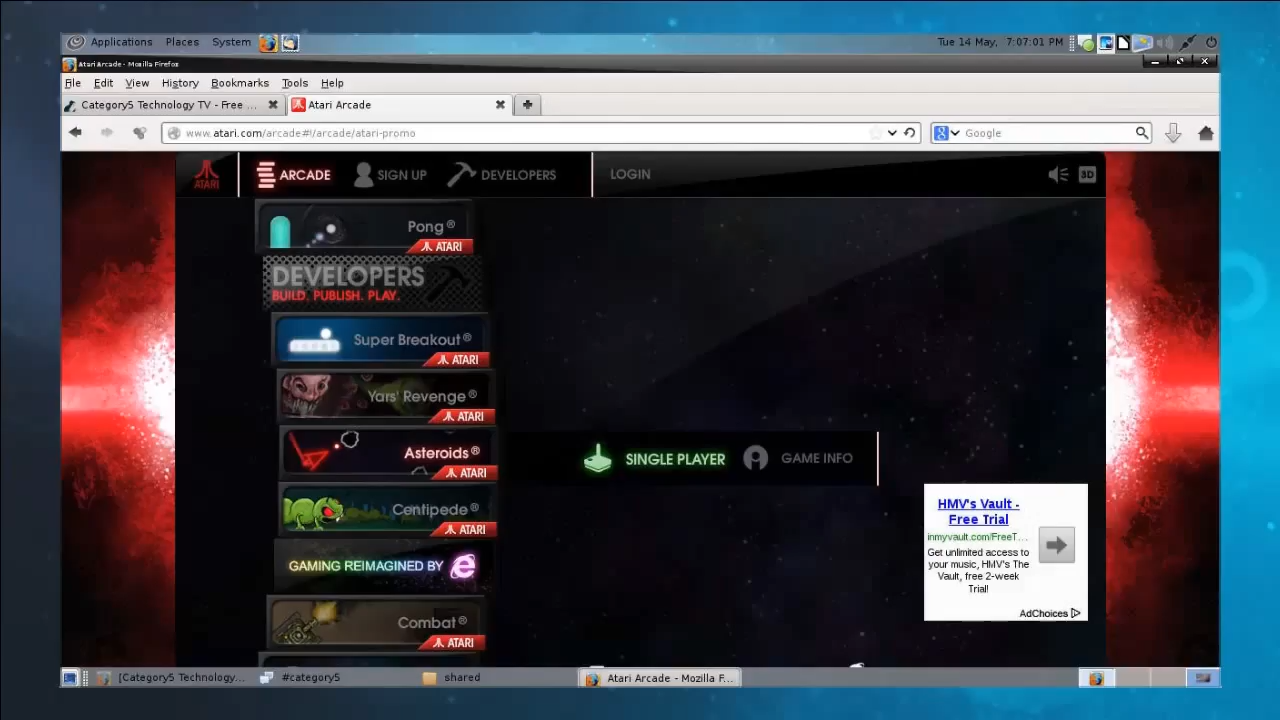 Applications Places System
Tue 14 May, 7:07:01 PM
Atari Arcade - Mozilla Firefox
File Edit View History Bookmarks Tools Help
Category5 Technology TV - Free ...
Atari Arcade
www.atari.com/arcade#!/arcade/atari-promo
Google
ATARI
ARCADE
SIGN UP
DEVELOPERS
LOGIN
3D
Pong®
ATARI
DEVELOPERS
BUILD. PUBLISH. PLAY.
Super Breakout®
ATARI
Yars' Revenge®
ATARI
Asteroids®
ATARI
SINGLE PLAYER
GAME INFO
Centipede®
ATARI
GAMING REIMAGINED BY
Combat®
ATARI
HMV's Vault -
Free Trial
inmyvault.com/FreeT...
Get unlimited access to
your music, HMV's The
Vault, free 2-week
Trial!
AdChoices
[Category5 Technology...
#category5
shared
Atari Arcade - Mozilla F...